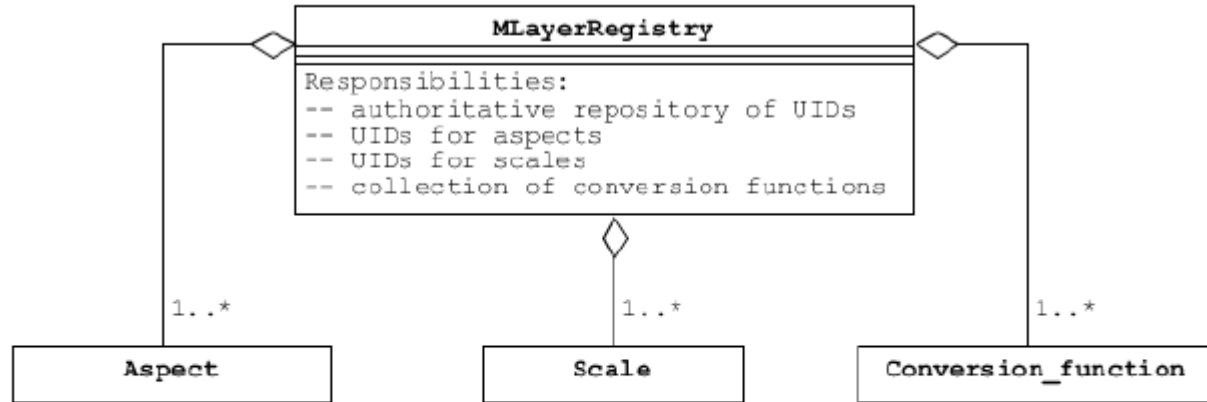 MLayerRegistry
Responsibilities:
-- authoritative repository of UIDs
-- UIDs for aspects
-- UIDs for scales
-- collection of conversion functions
1..*
1..*
1..*
Aspect
Scale
Conversion_function